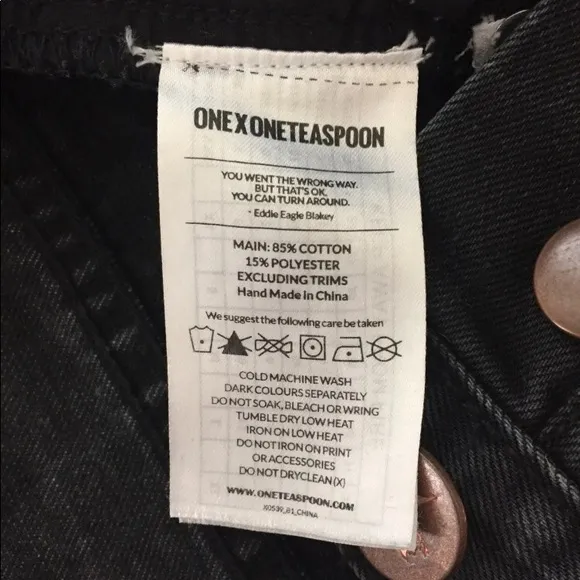 ONEXONETEASPOON
YOU WENT THE WRONG WAY.
BUT THAT'S OK.
YOU CAN TURN AROUND.
- Eddie Eagle Blakey
MAIN: 85% COTTON
15% POLYESTER
EXCLUDING TRIMS
Hand Made in China
We suggest the following care be taken
COLD MACHINE WASH
DARK COLOURS SEPARATELY
DO NOT SOAK, BLEACH OR WRING
TUMBLE DRY LOW HEAT
IRON ON LOW HEAT
DO NOT IRON ON PRINT
OR ACCESSORIES
DO NOT DRYCLEAN (X)
WWW.ONETEASPOON.COM